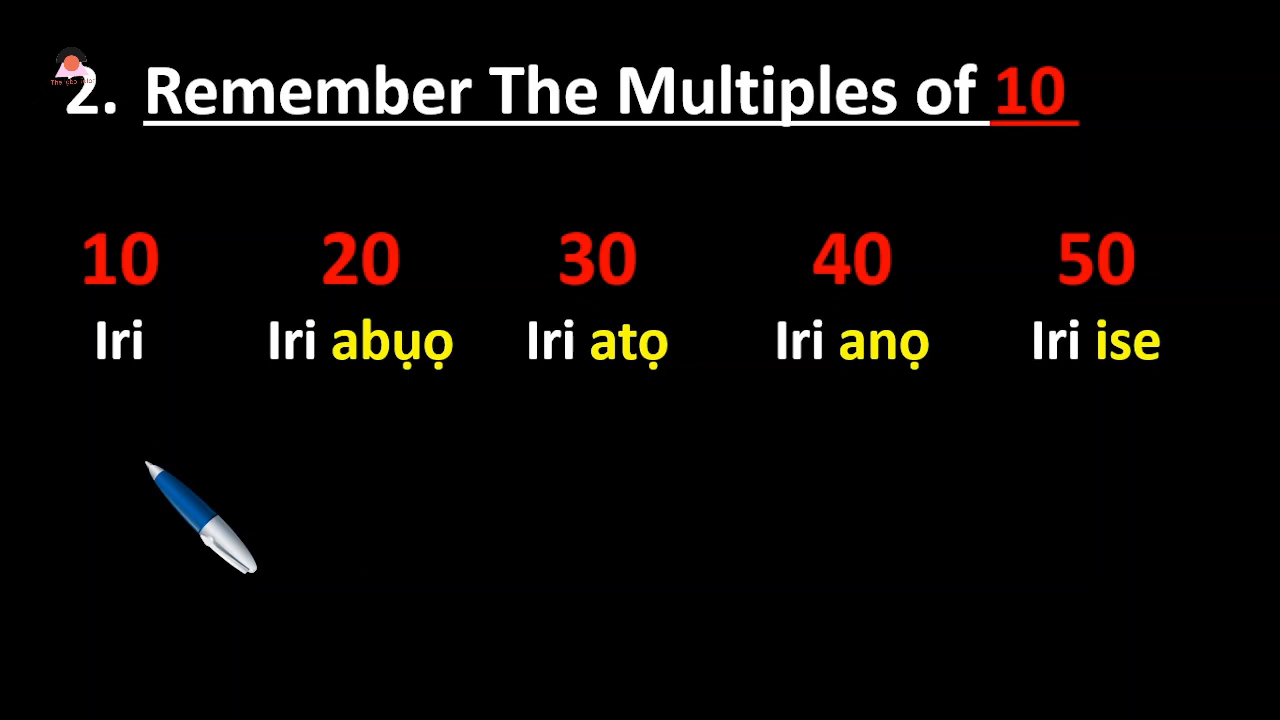 2. Remember The Multiples of 10
10 20 30 40 50
Iri Iri abụọ Iri atọ Iri anọ Iri ise